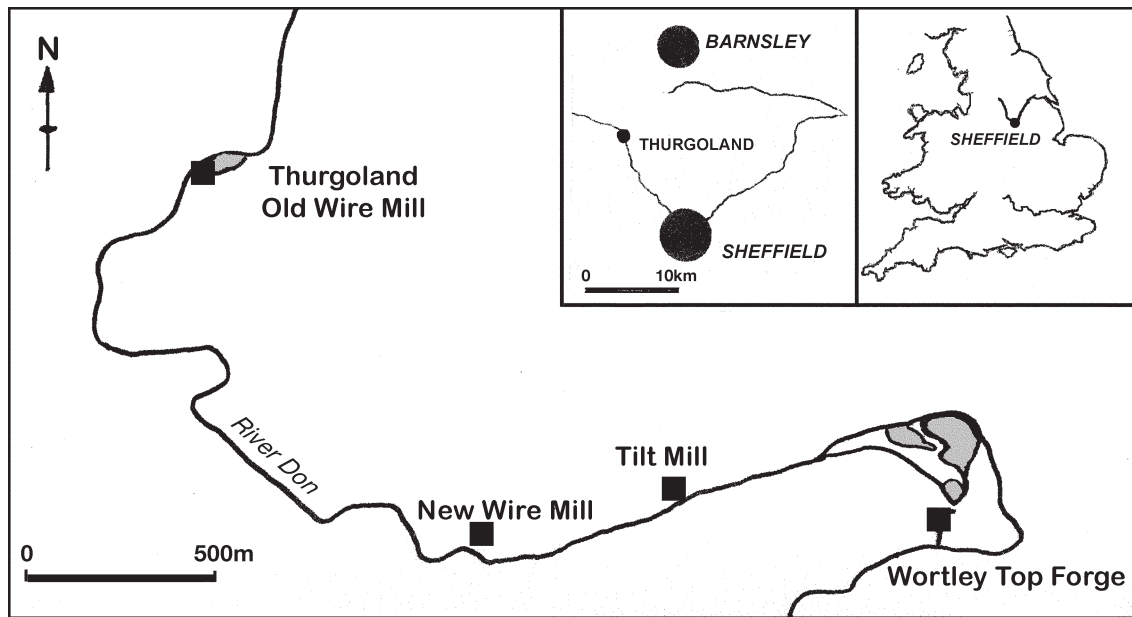 N
Thurgoland
Old Wire Mill
River Don
New Wire Mill
Tilt Mill
Wortley Top Forge
0 500m
BARNSLEY
THURGOLAND
SHEFFIELD
0 10km
SHEFFIELD